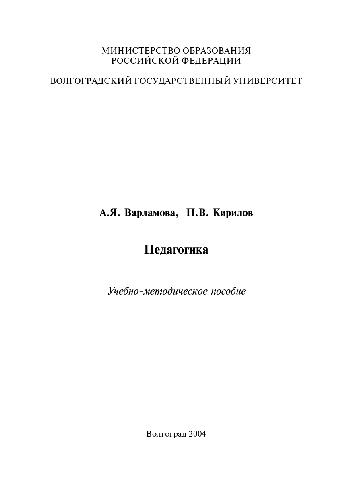 МИНИСТЕРСТВО ОБРАЗОВАНИЯ
РОССИЙСКОЙ ФЕДЕРАЦИИ
ВОЛГОГРАДСКИЙ ГОСУДАРСТВЕННЫЙ УНИВЕРСИТЕТ
А.Я. Варламова, П.В. Кирилов
Педагогика
Учебно-методическое пособие
Волгоград 2004